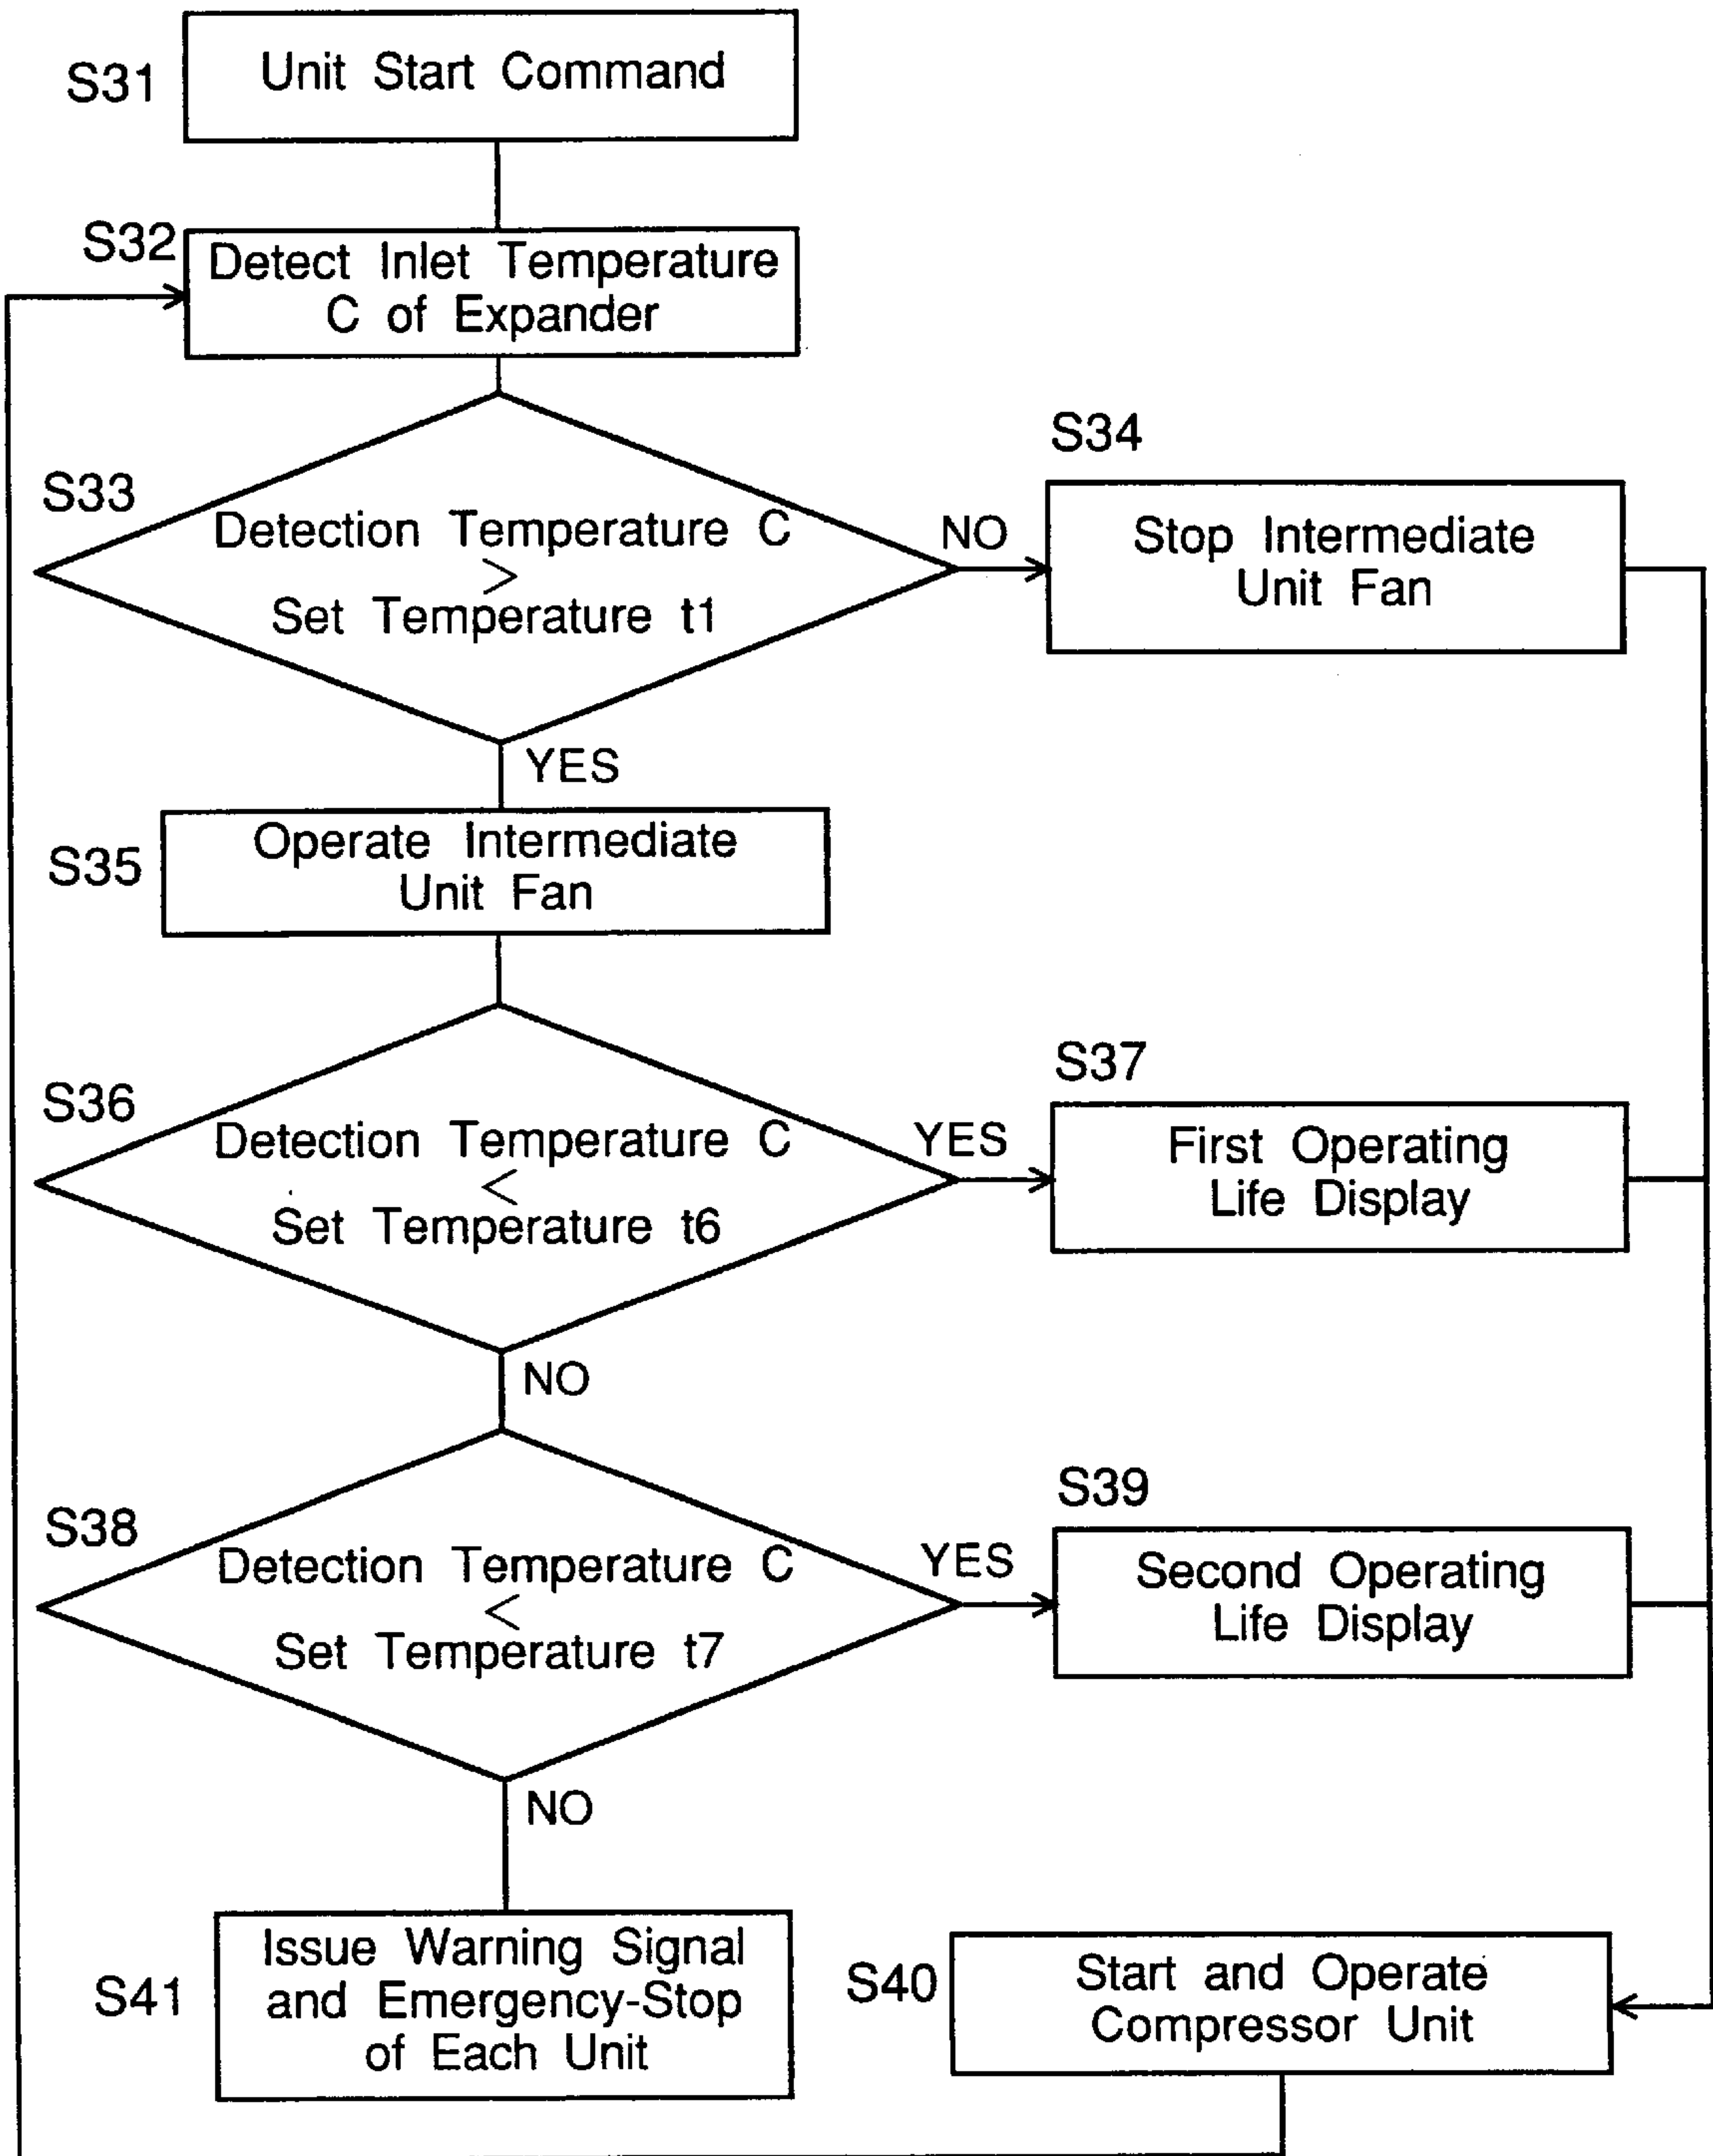 S31
Unit Start Command
S32
Detect Inlet Temperature
C of Expander
S33
Detection Temperature C
>
Set Temperature t1
NO
S34
Stop Intermediate
Unit Fan
YES
S35
Operate Intermediate
Unit Fan
S36
Detection Temperature C
<
Set Temperature t6
YES
S37
First Operating
Life Display
NO
S38
Detection Temperature C
<
Set Temperature t7
YES
S39
Second Operating
Life Display
NO
S41
Issue Warning Signal
and Emergency-Stop
of Each Unit
S40
Start and Operate
Compressor Unit